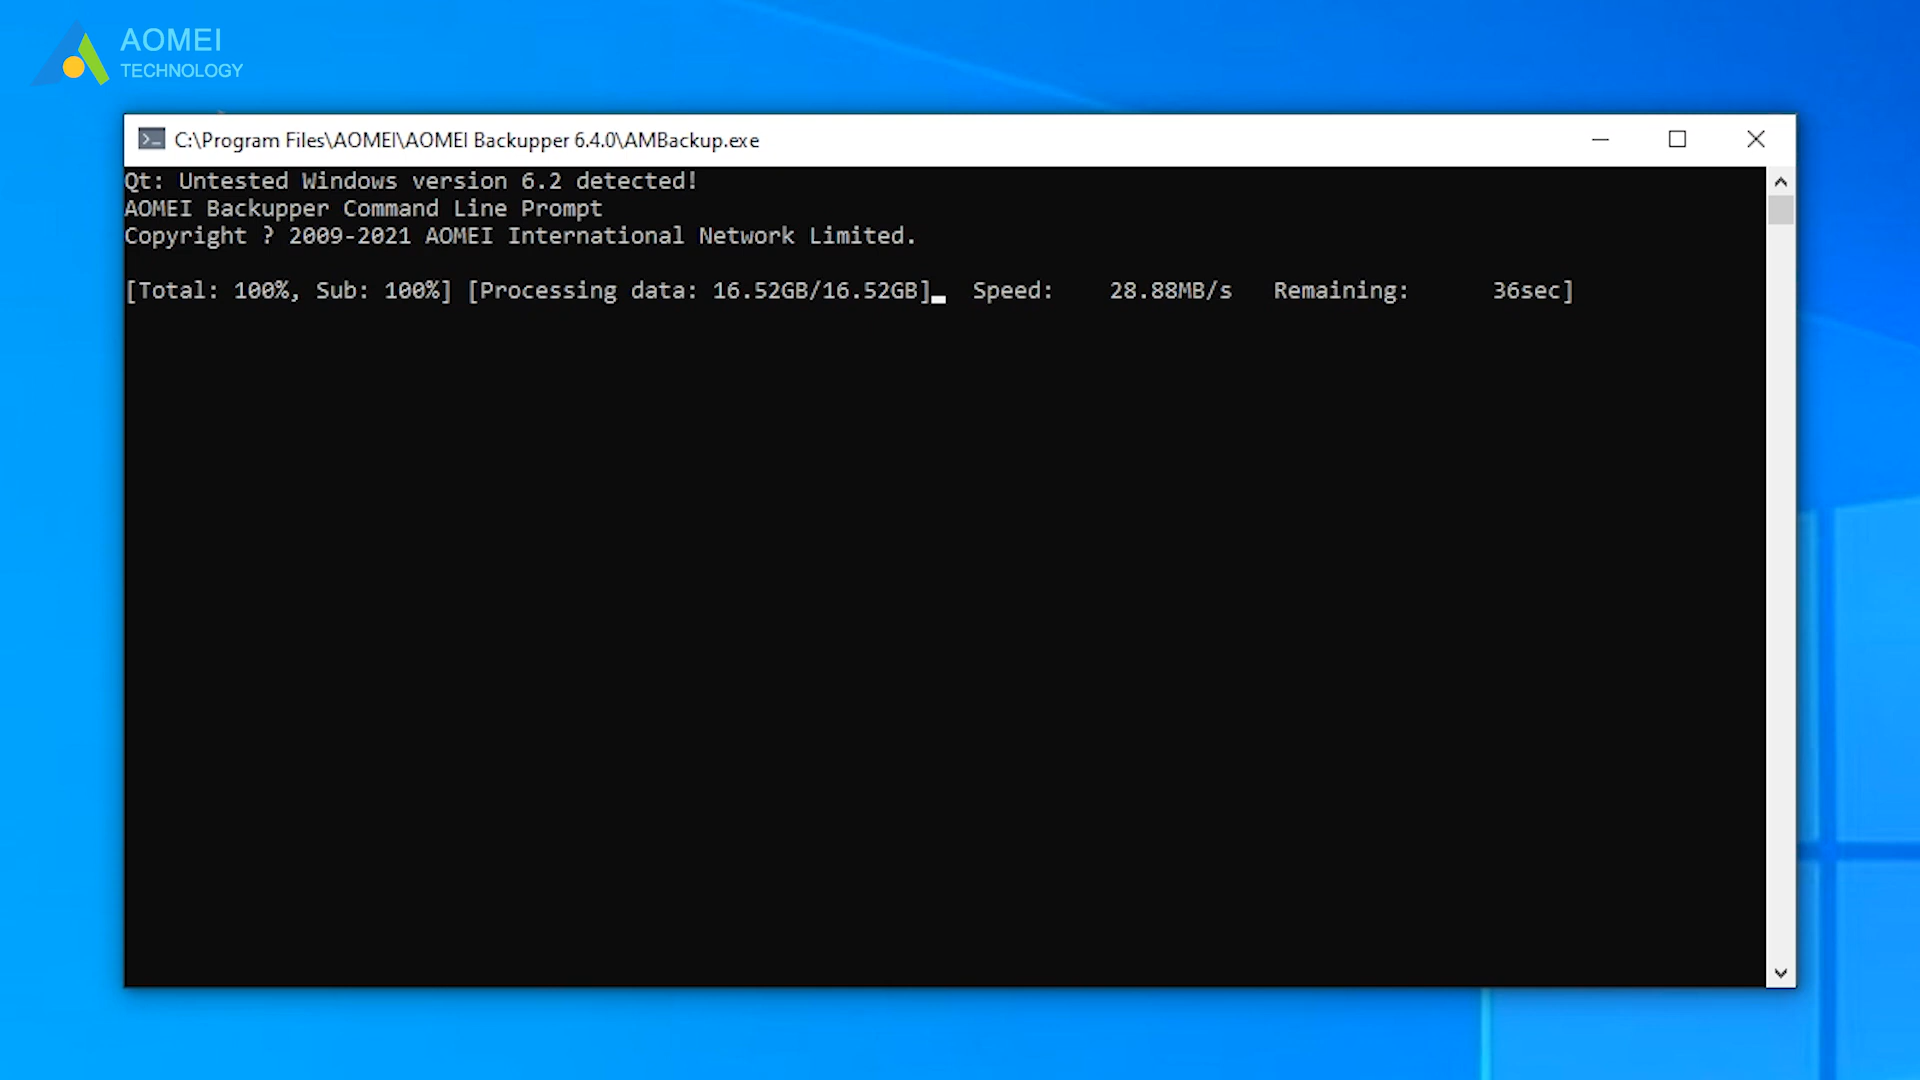 AOMEI
TECHNOLOGY
C:\Program Files\AOMEI\AOMEI Backupper 6.4.0\AMBackup.exe
Qt: Untested Windows version 6.2 detected!
AOMEI Backupper Command Line Prompt
Copyright ? 2009-2021 AOMEI International Network Limited.
[Total: 100%, Sub: 100%] [Processing data: 16.52GB/16.52GB]  Speed:    28.88MB/s   Remaining:      36sec]